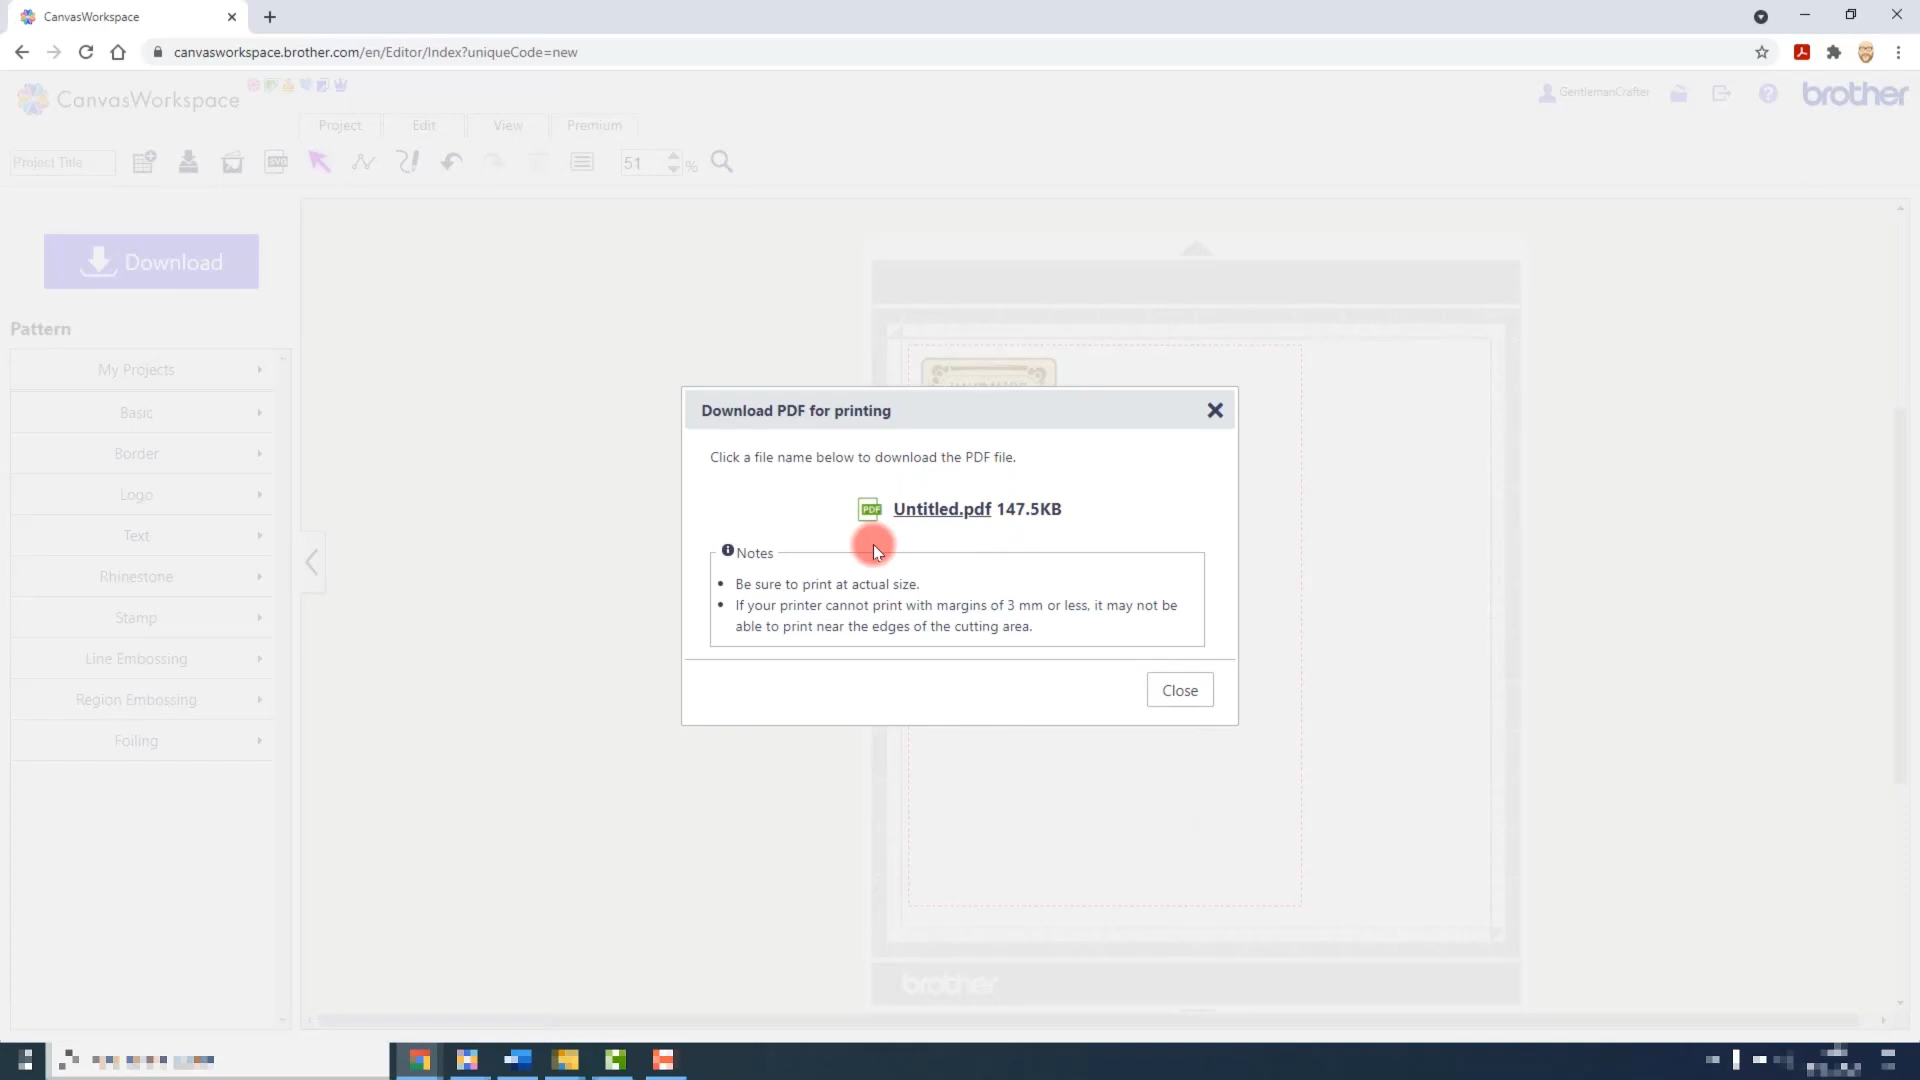 CanvasWorkspace
canvasworkspace.brother.com/en/Editor/Index?uniqueCode=new
CanvasWorkspace
GentlemanCrafter
brother
Project
Edit
View
Premium
Project Title
SVG
51
%
Download
Pattern
My Projects
Basic
Border
Logo
Text
Rhinestone
Stamp
Line Embossing
Region Embossing
Foiling
Download PDF for printing
Click a file name below to download the PDF file.
PDF
Untitled.pdf 147.5KB
Notes
• Be sure to print at actual size.
• If your printer cannot print with margins of 3 mm or less, it may not be
able to print near the edges of the cutting area.
Close
brother